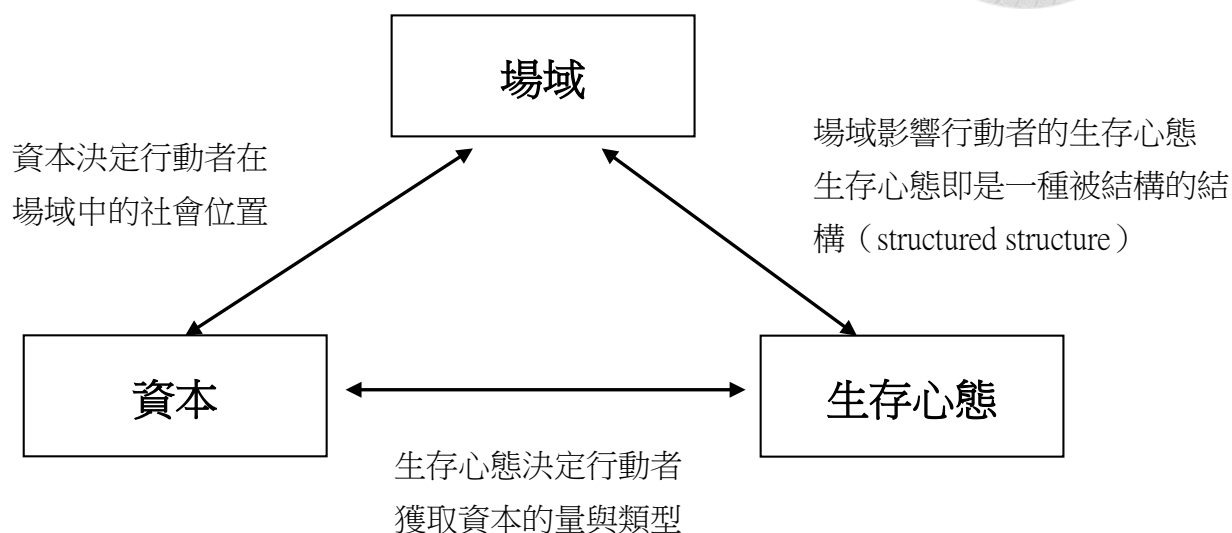 場域
資本決定行動者在
場域中的社會位置
場域影響行動者的生存心態
生存心態即是一種被結構的結
構（structured structure）
資本
生存心態
生存心態決定行動者
獲取資本的量與類型